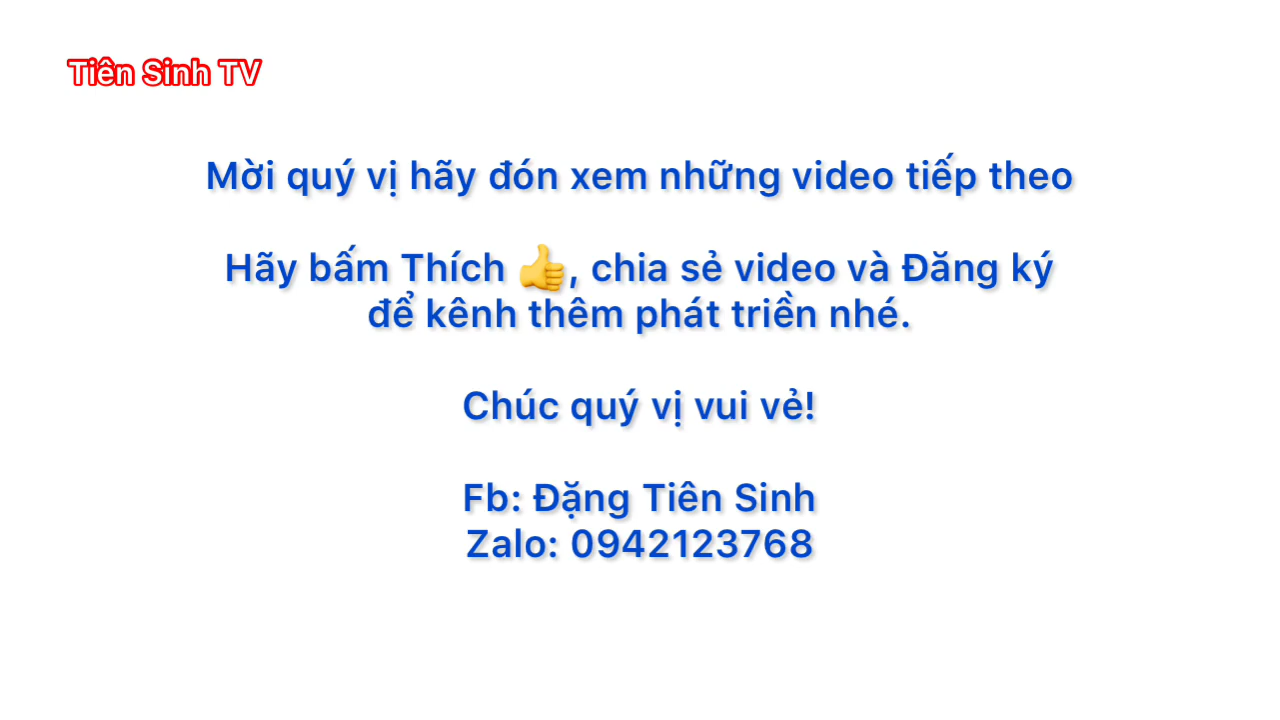 Tiên Sinh TV
Mời quý vị hãy đón xem những video tiếp theo
Hãy bấm Thích 👍, chia sẻ video và Đăng ký
để kênh thêm phát triền nhé.
Chúc quý vị vui vẻ!
Fb: Đặng Tiên Sinh
Zalo: 0942123768